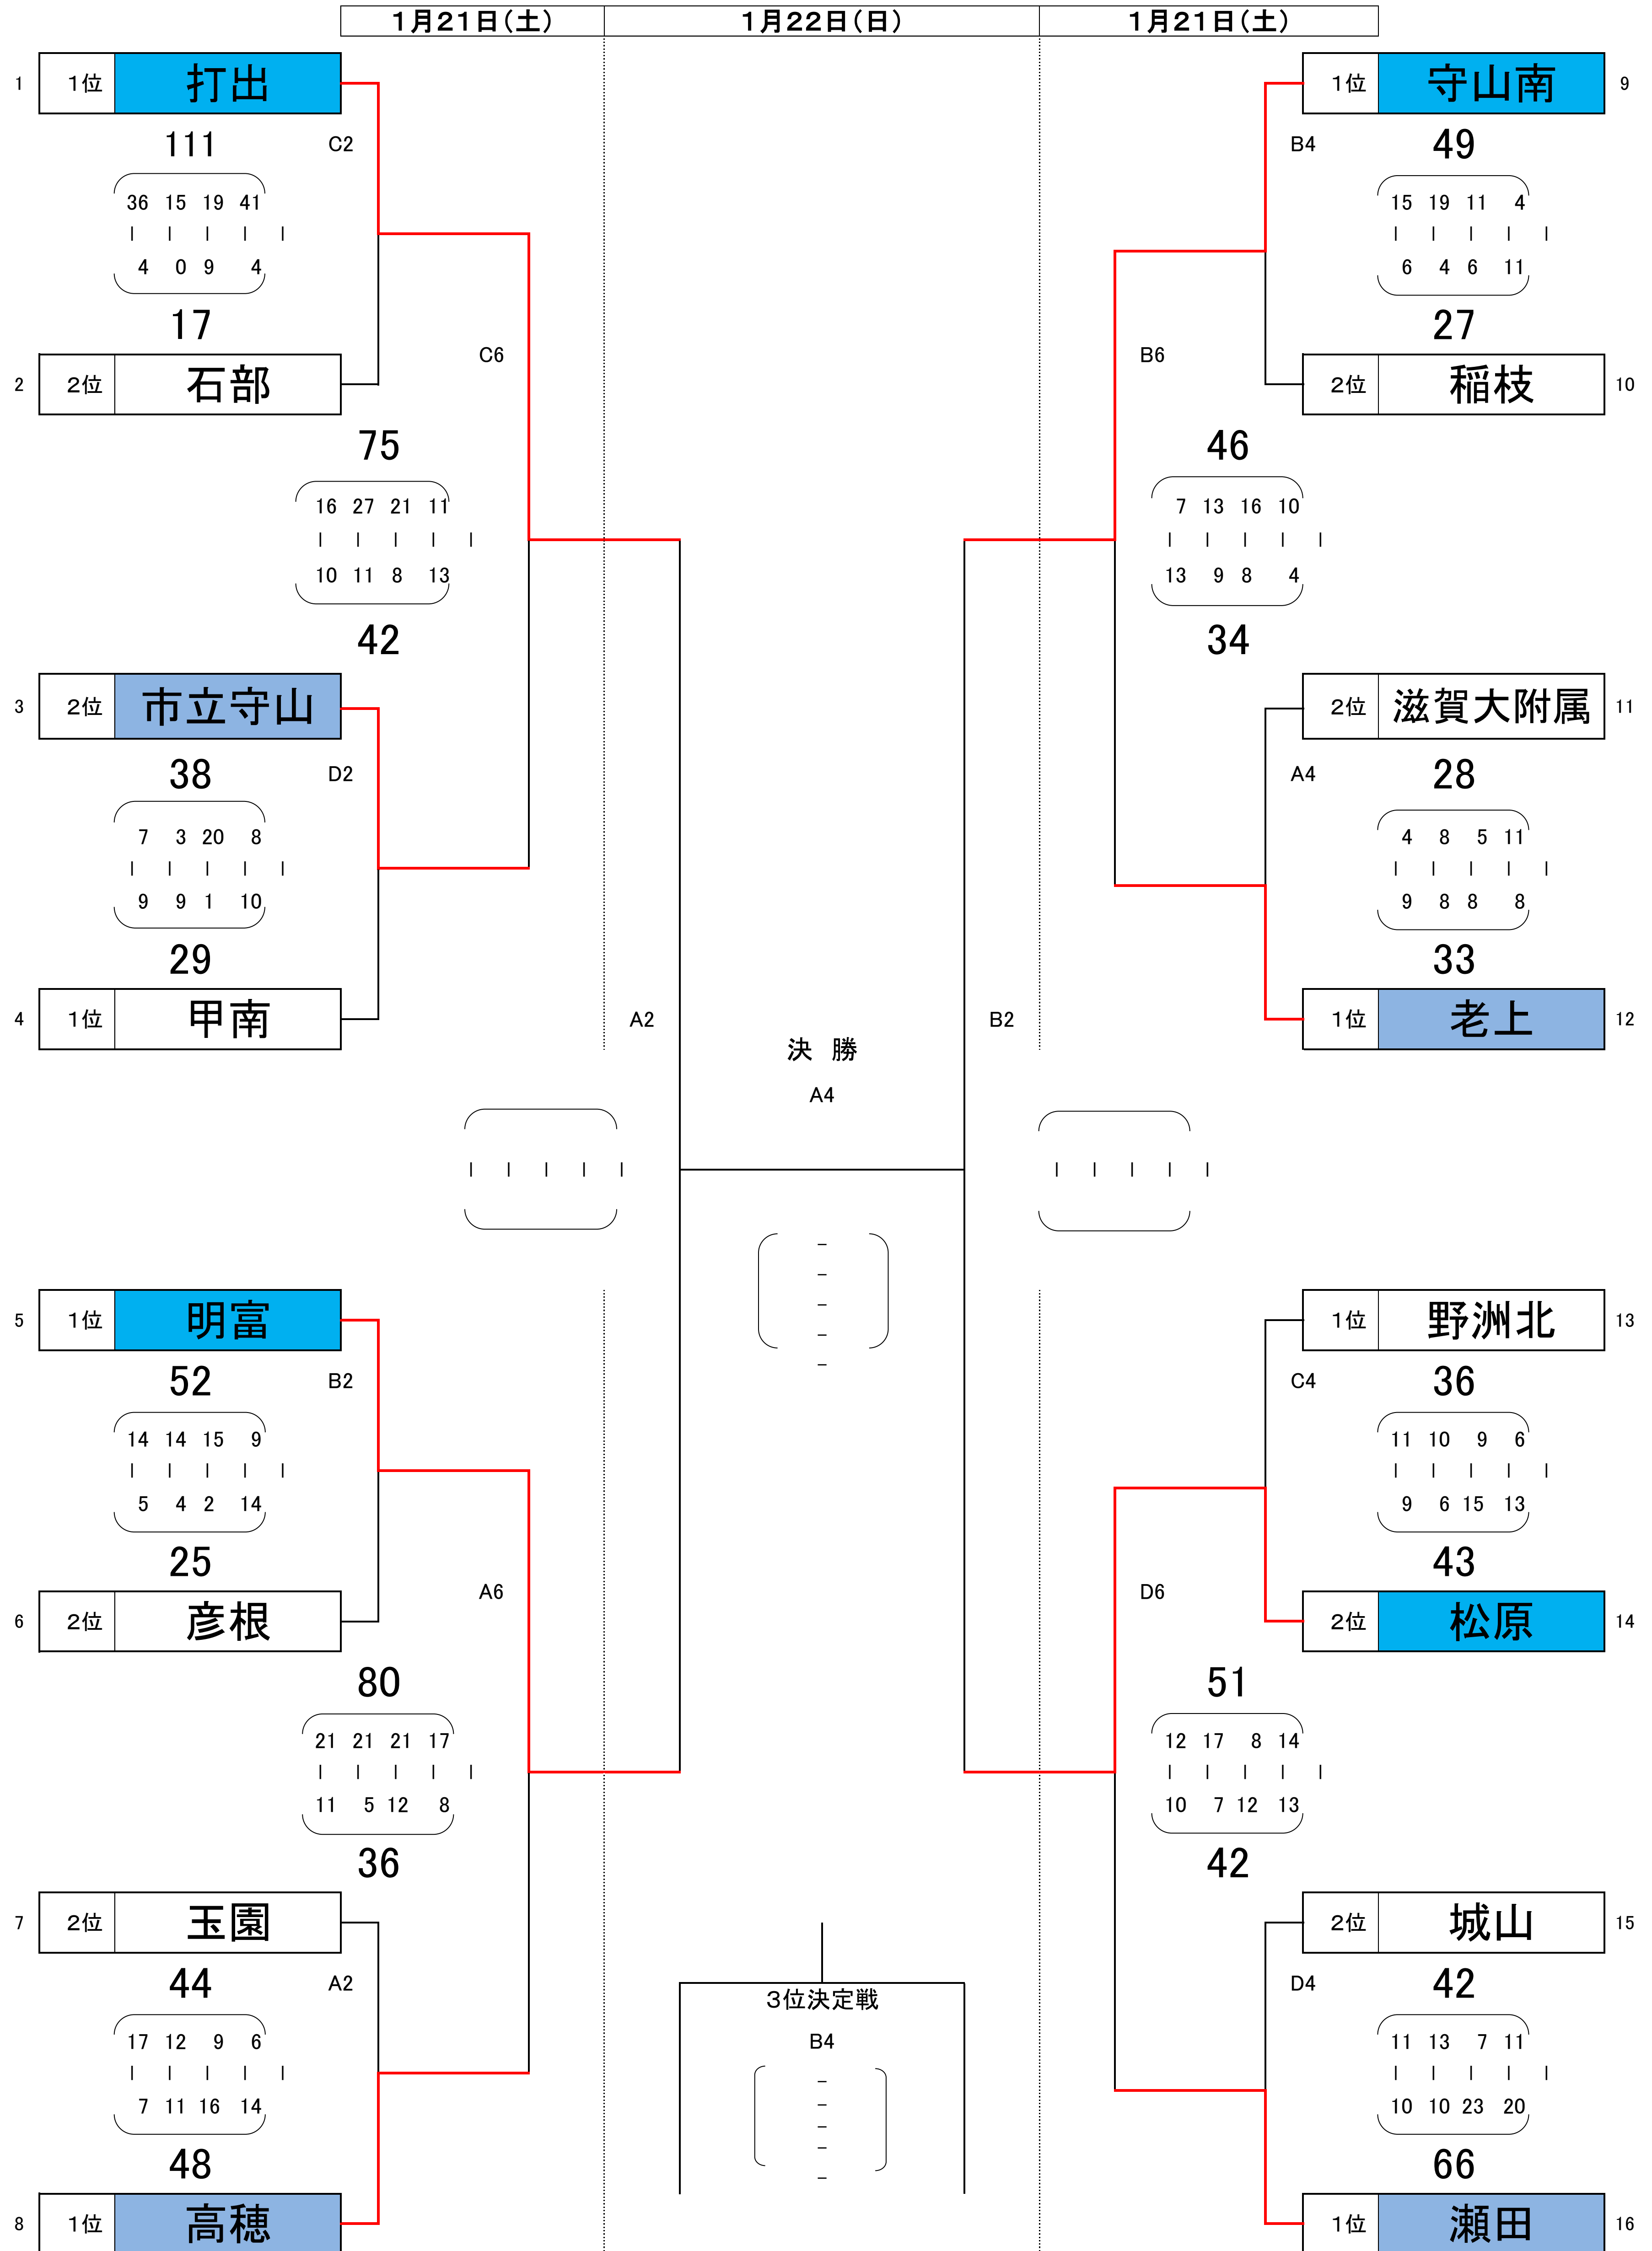 1月21日（土） 1月22日（日） 1月21日（土）
1 1位 打出
111
C2
36 15 19 41
4 0 9 4
17
2 2位 石部
C6
75
16 27 21 11
10 11 8 13
42
3 2位 市立守山
38
D2
7 3 20 8
9 9 1 10
29
4 1位 甲南
A2
5 1位 明富
52
B2
14 14 15 9
5 4 2 14
25
6 2位 彦根
A6
80
21 21 21 17
11 5 12 8
36
7 2位 玉園
44
A2
17 12 9 6
7 11 16 14
48
8 1位 高穂
決 勝
A4
3位決定戦
B4
1位 守山南 9
B4
49
15 19 11 4
6 4 6 11
27
2位 稲枝 10
B6
46
7 13 16 10
13 9 8 4
34
2位 滋賀大附属 11
A4
28
4 8 5 11
9 8 8 8
33
1位 老上 12
B2
1位 野洲北 13
C4
36
11 10 9 6
9 6 15 13
43
2位 松原 14
D6
51
12 17 8 14
10 7 12 13
42
2位 城山 15
D4
42
11 13 7 11
10 10 23 20
66
1位 瀬田 16